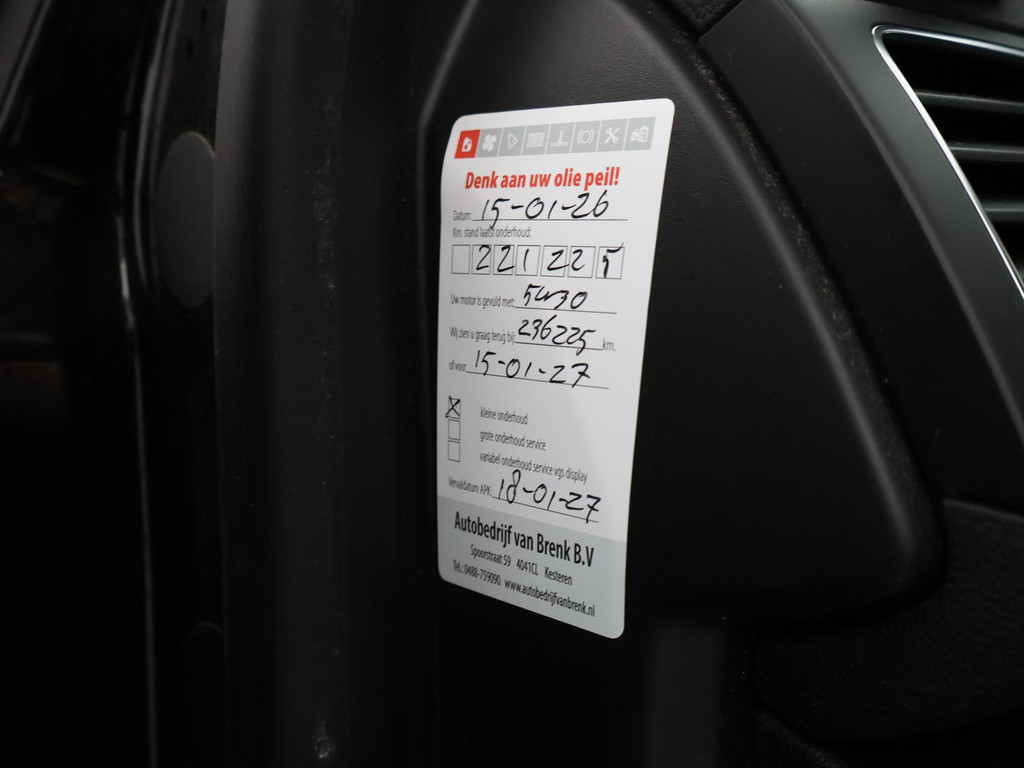 Denk aan uw olie peil!
Datum: 15-01-26
Km. stand laatst onderhoud:
221225
Uw motor is gevuld met: 5w30
Wij zien u graag terug bij: 236225 km.
of voor 15-01-27
kleine onderhoud
grote onderhoud service
variabel onderhoud service vgs display
Vervaldatum APK: 18-01-27
Autobedrijf van Brenk B.V
Spoorstraat 59 4041CL Kesteren
Tel.: 0488-759090 www.autobedrijfvanbrenk.nl